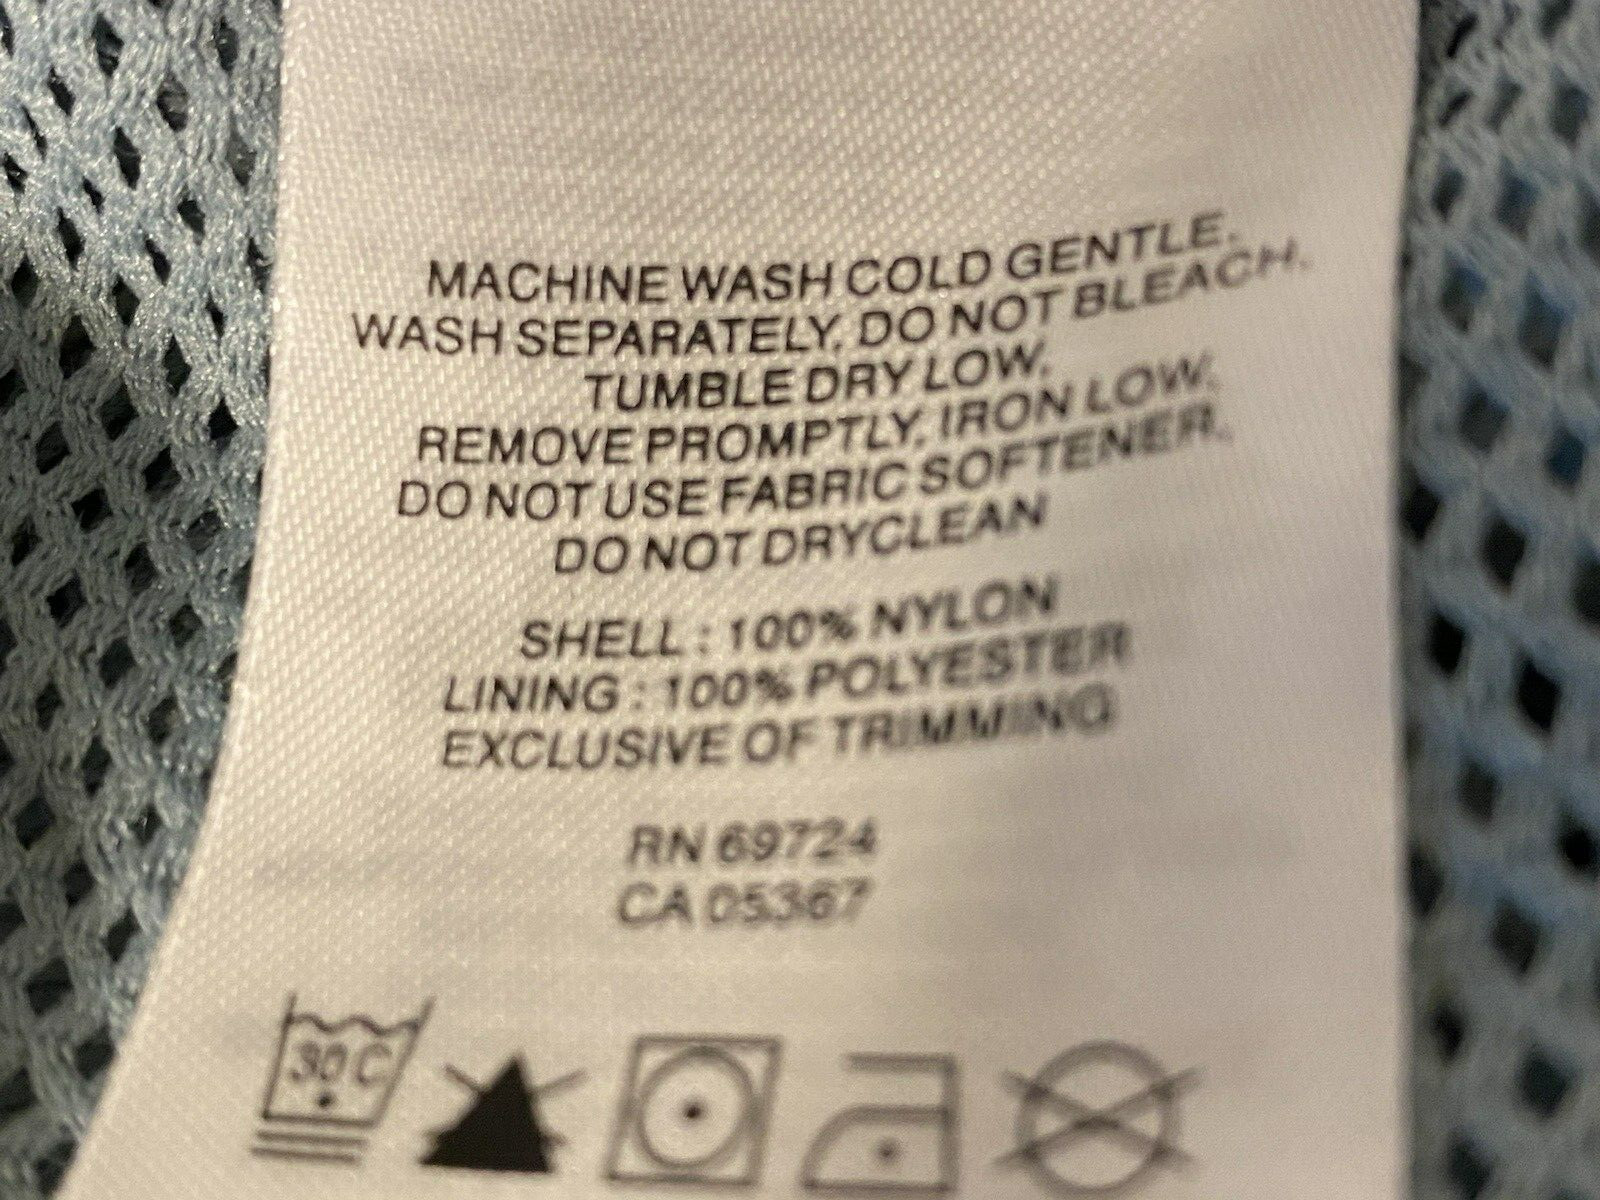 MACHINE WASH COLD GENTLE.
WASH SEPARATELY. DO NOT BLEACH.
TUMBLE DRY LOW.
REMOVE PROMPTLY. IRON LOW.
DO NOT USE FABRIC SOFTENER.
DO NOT DRYCLEAN
SHELL : 100% NYLON
LINING : 100% POLYESTER
EXCLUSIVE OF TRIMMING
RN 69724
CA 05367
30 C